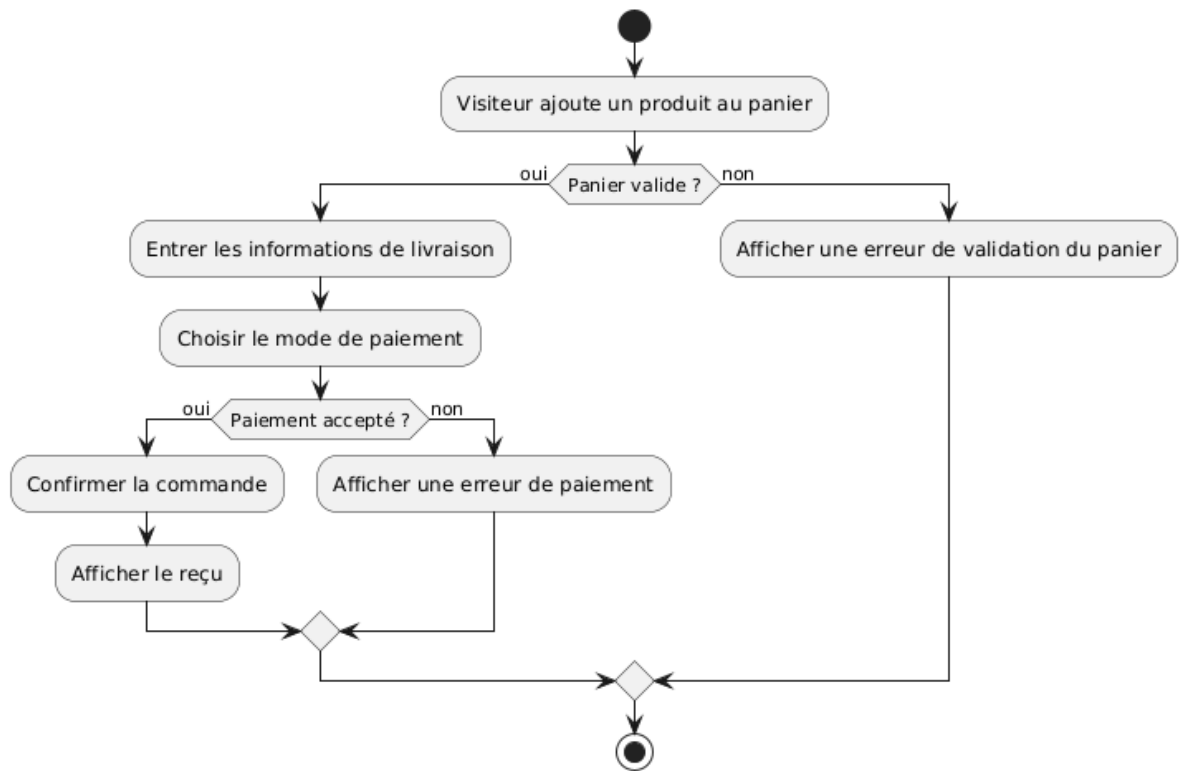 Visiteur ajoute un produit au panier
oui
Panier valide ?
non
Entrer les informations de livraison
Afficher une erreur de validation du panier
Choisir le mode de paiement
oui
Paiement accepté ?
non
Confirmer la commande
Afficher une erreur de paiement
Afficher le reçu